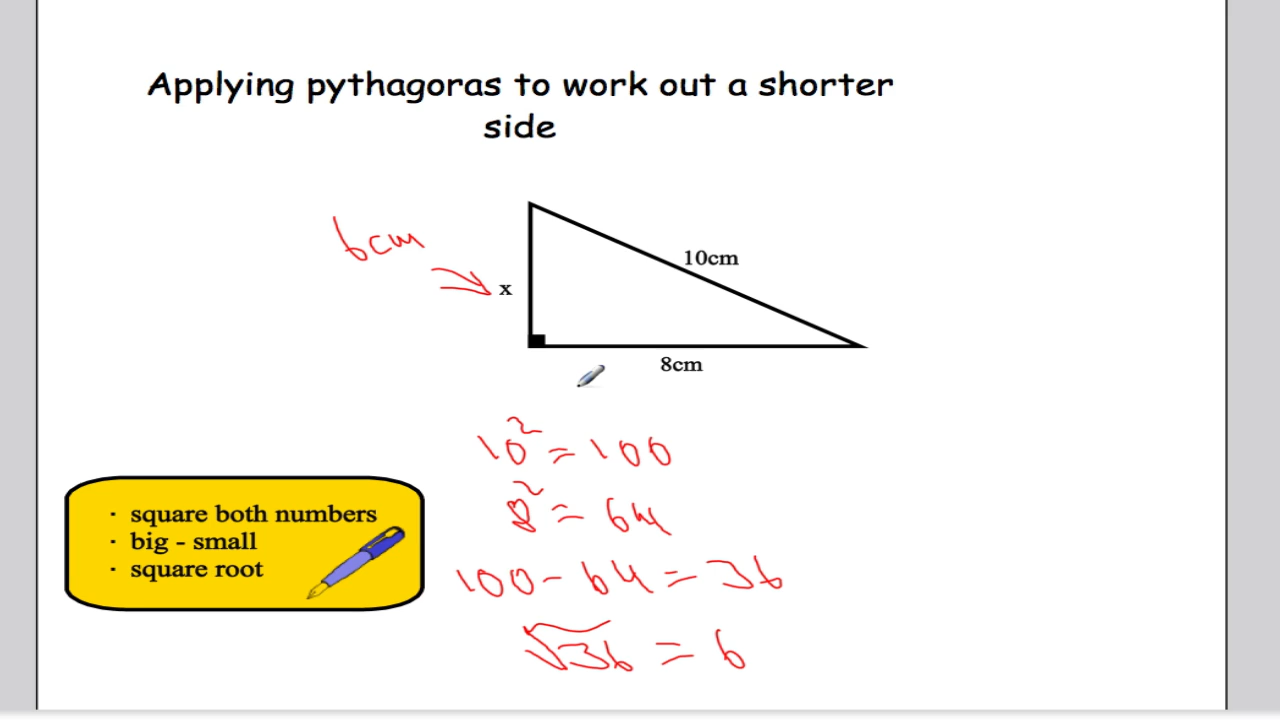 Applying pythagoras to work out a shorter
side
6cm
10cm
x
8cm
10² = 100
8² = 64
100 - 64 = 36
√36 = 6
· square both numbers
· big - small
· square root